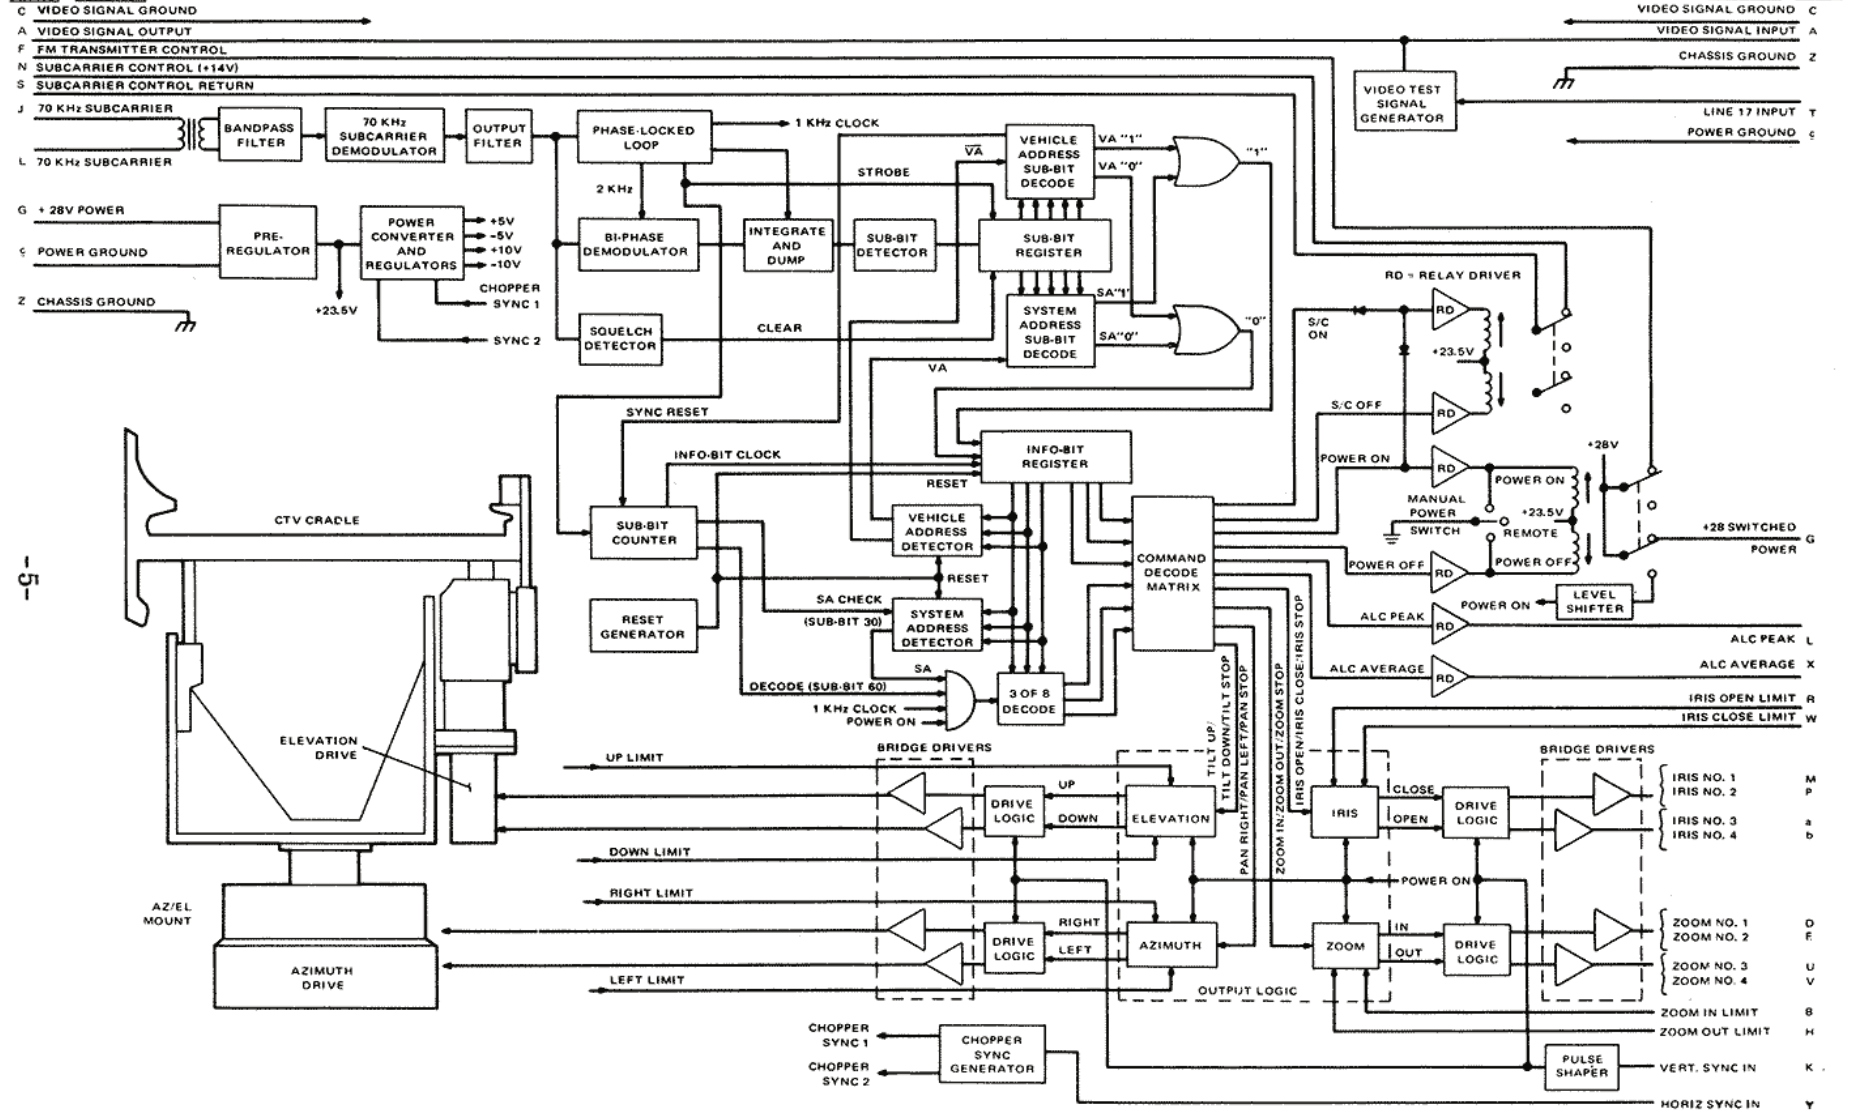 C VIDEO SIGNAL GROUND
A VIDEO SIGNAL OUTPUT
F FM TRANSMITTER CONTROL
N SUBCARRIER CONTROL (+14V)
S SUBCARRIER CONTROL RETURN
J 70 KHz SUBCARRIER
L 70 KHz SUBCARRIER
BANDPASS
FILTER
70 KHz
SUBCARRIER
DEMODULATOR
OUTPUT
FILTER
PHASE-LOCKED
LOOP
1 KHz CLOCK
2 KHz
STROBE
G + 28V POWER
POWER GROUND
Z CHASSIS GROUND
PRE-
REGULATOR
+23.5V
POWER
CONVERTER
AND
REGULATORS
+5V
-5V
+10V
-10V
CHOPPER
SYNC 1
SYNC 2
BI-PHASE
DEMODULATOR
INTEGRATE
AND
DUMP
SUB-BIT
DETECTOR
SUB-BIT
REGISTER
SQUELCH
DETECTOR
CLEAR
VA
VEHICLE
ADDRESS
SUB-BIT
DECODE
VA "1"
VA "0"
"1"
SYSTEM
ADDRESS
SUB-BIT
DECODE
SA"1"
SA"0"
"0"
VA
VIDEO SIGNAL GROUND C
VIDEO SIGNAL INPUT A
CHASSIS GROUND Z
VIDEO TEST
SIGNAL
GENERATOR
LINE 17 INPUT T
POWER GROUND
RD = RELAY DRIVER
S/C
ON
RD
+23.5V
S/C OFF
RD
POWER ON
RD
POWER ON
MANUAL
POWER
SWITCH
+23.5V
REMOTE
POWER OFF
RD
POWER OFF
+28V
+28 SWITCHED
POWER G
LEVEL
SHIFTER
POWER ON
ALC PEAK
RD
ALC PEAK L
ALC AVERAGE
RD
ALC AVERAGE X
IRIS OPEN LIMIT R
IRIS CLOSE LIMIT W
SYNC RESET
INFO-BIT CLOCK
RESET
INFO-BIT
REGISTER
SUB-BIT
COUNTER
VEHICLE
ADDRESS
DETECTOR
RESET
RESET
GENERATOR
SA CHECK
(SUB-BIT 30)
SYSTEM
ADDRESS
DETECTOR
COMMAND
DECODE
MATRIX
SA
DECODE (SUB-BIT 60)
1 KHz CLOCK
POWER ON
3 OF 8
DECODE
TILT UP/
TILT DOWN/TILT STOP
PAN RIGHT/PAN LEFT/PAN STOP
ZOOM IN/ZOOM OUT/ZOOM STOP
IRIS OPEN/IRIS CLOSE/IRIS STOP
-5-
CTV CRADLE
ELEVATION
DRIVE
AZ/EL
MOUNT
AZIMUTH
DRIVE
UP LIMIT
BRIDGE DRIVERS
DRIVE
LOGIC
UP
DOWN
ELEVATION
DOWN LIMIT
RIGHT LIMIT
DRIVE
LOGIC
RIGHT
LEFT
AZIMUTH
LEFT LIMIT
OUTPUT LOGIC
IRIS
CLOSE
OPEN
DRIVE
LOGIC
POWER ON
ZOOM
IN
OUT
DRIVE
LOGIC
BRIDGE DRIVERS
IRIS NO. 1 M
IRIS NO. 2 P
IRIS NO. 3 a
IRIS NO. 4 b
ZOOM NO. 1 D
ZOOM NO. 2 E
ZOOM NO. 3 U
ZOOM NO. 4 V
ZOOM IN LIMIT B
ZOOM OUT LIMIT H
CHOPPER
SYNC 1
CHOPPER
SYNC 2
CHOPPER
SYNC
GENERATOR
PULSE
SHAPER
VERT. SYNC IN K
HORIZ SYNC IN Y